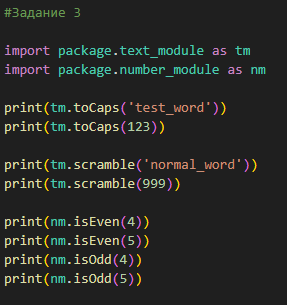 #Задание 3
import package.text_module as tm
import package.number_module as nm
print(tm.toCaps('test_word'))
print(tm.toCaps(123))
print(tm.scramble('normal_word'))
print(tm.scramble(999))
print(nm.isEven(4))
print(nm.isEven(5))
print(nm.isOdd(4))
print(nm.isOdd(5))